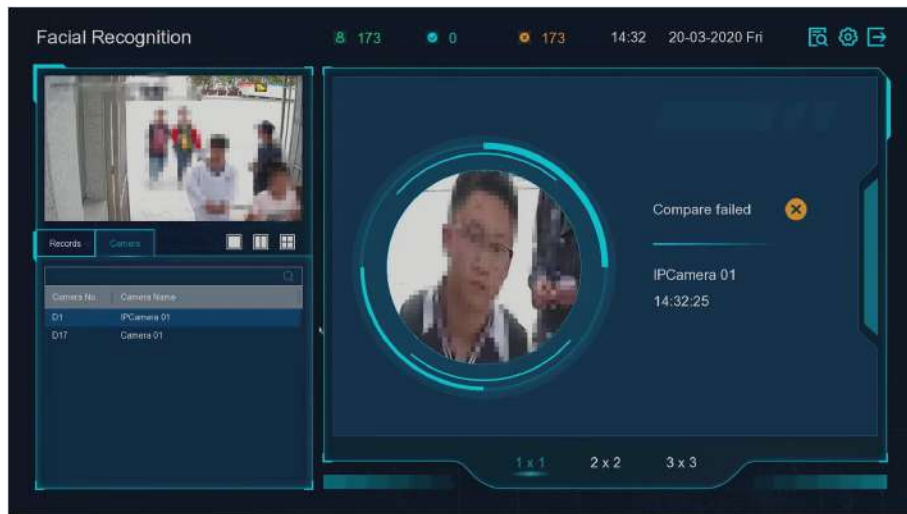 Facial Recognition
173
0
173
14:32
20-03-2020 Fri
Records
Camera
Camera No.
Camera Name
D1
IPCamera 01
D17
Camera 01
Compare failed
IPCamera 01
14:32:25
1 x 1
2 x 2
3 x 3